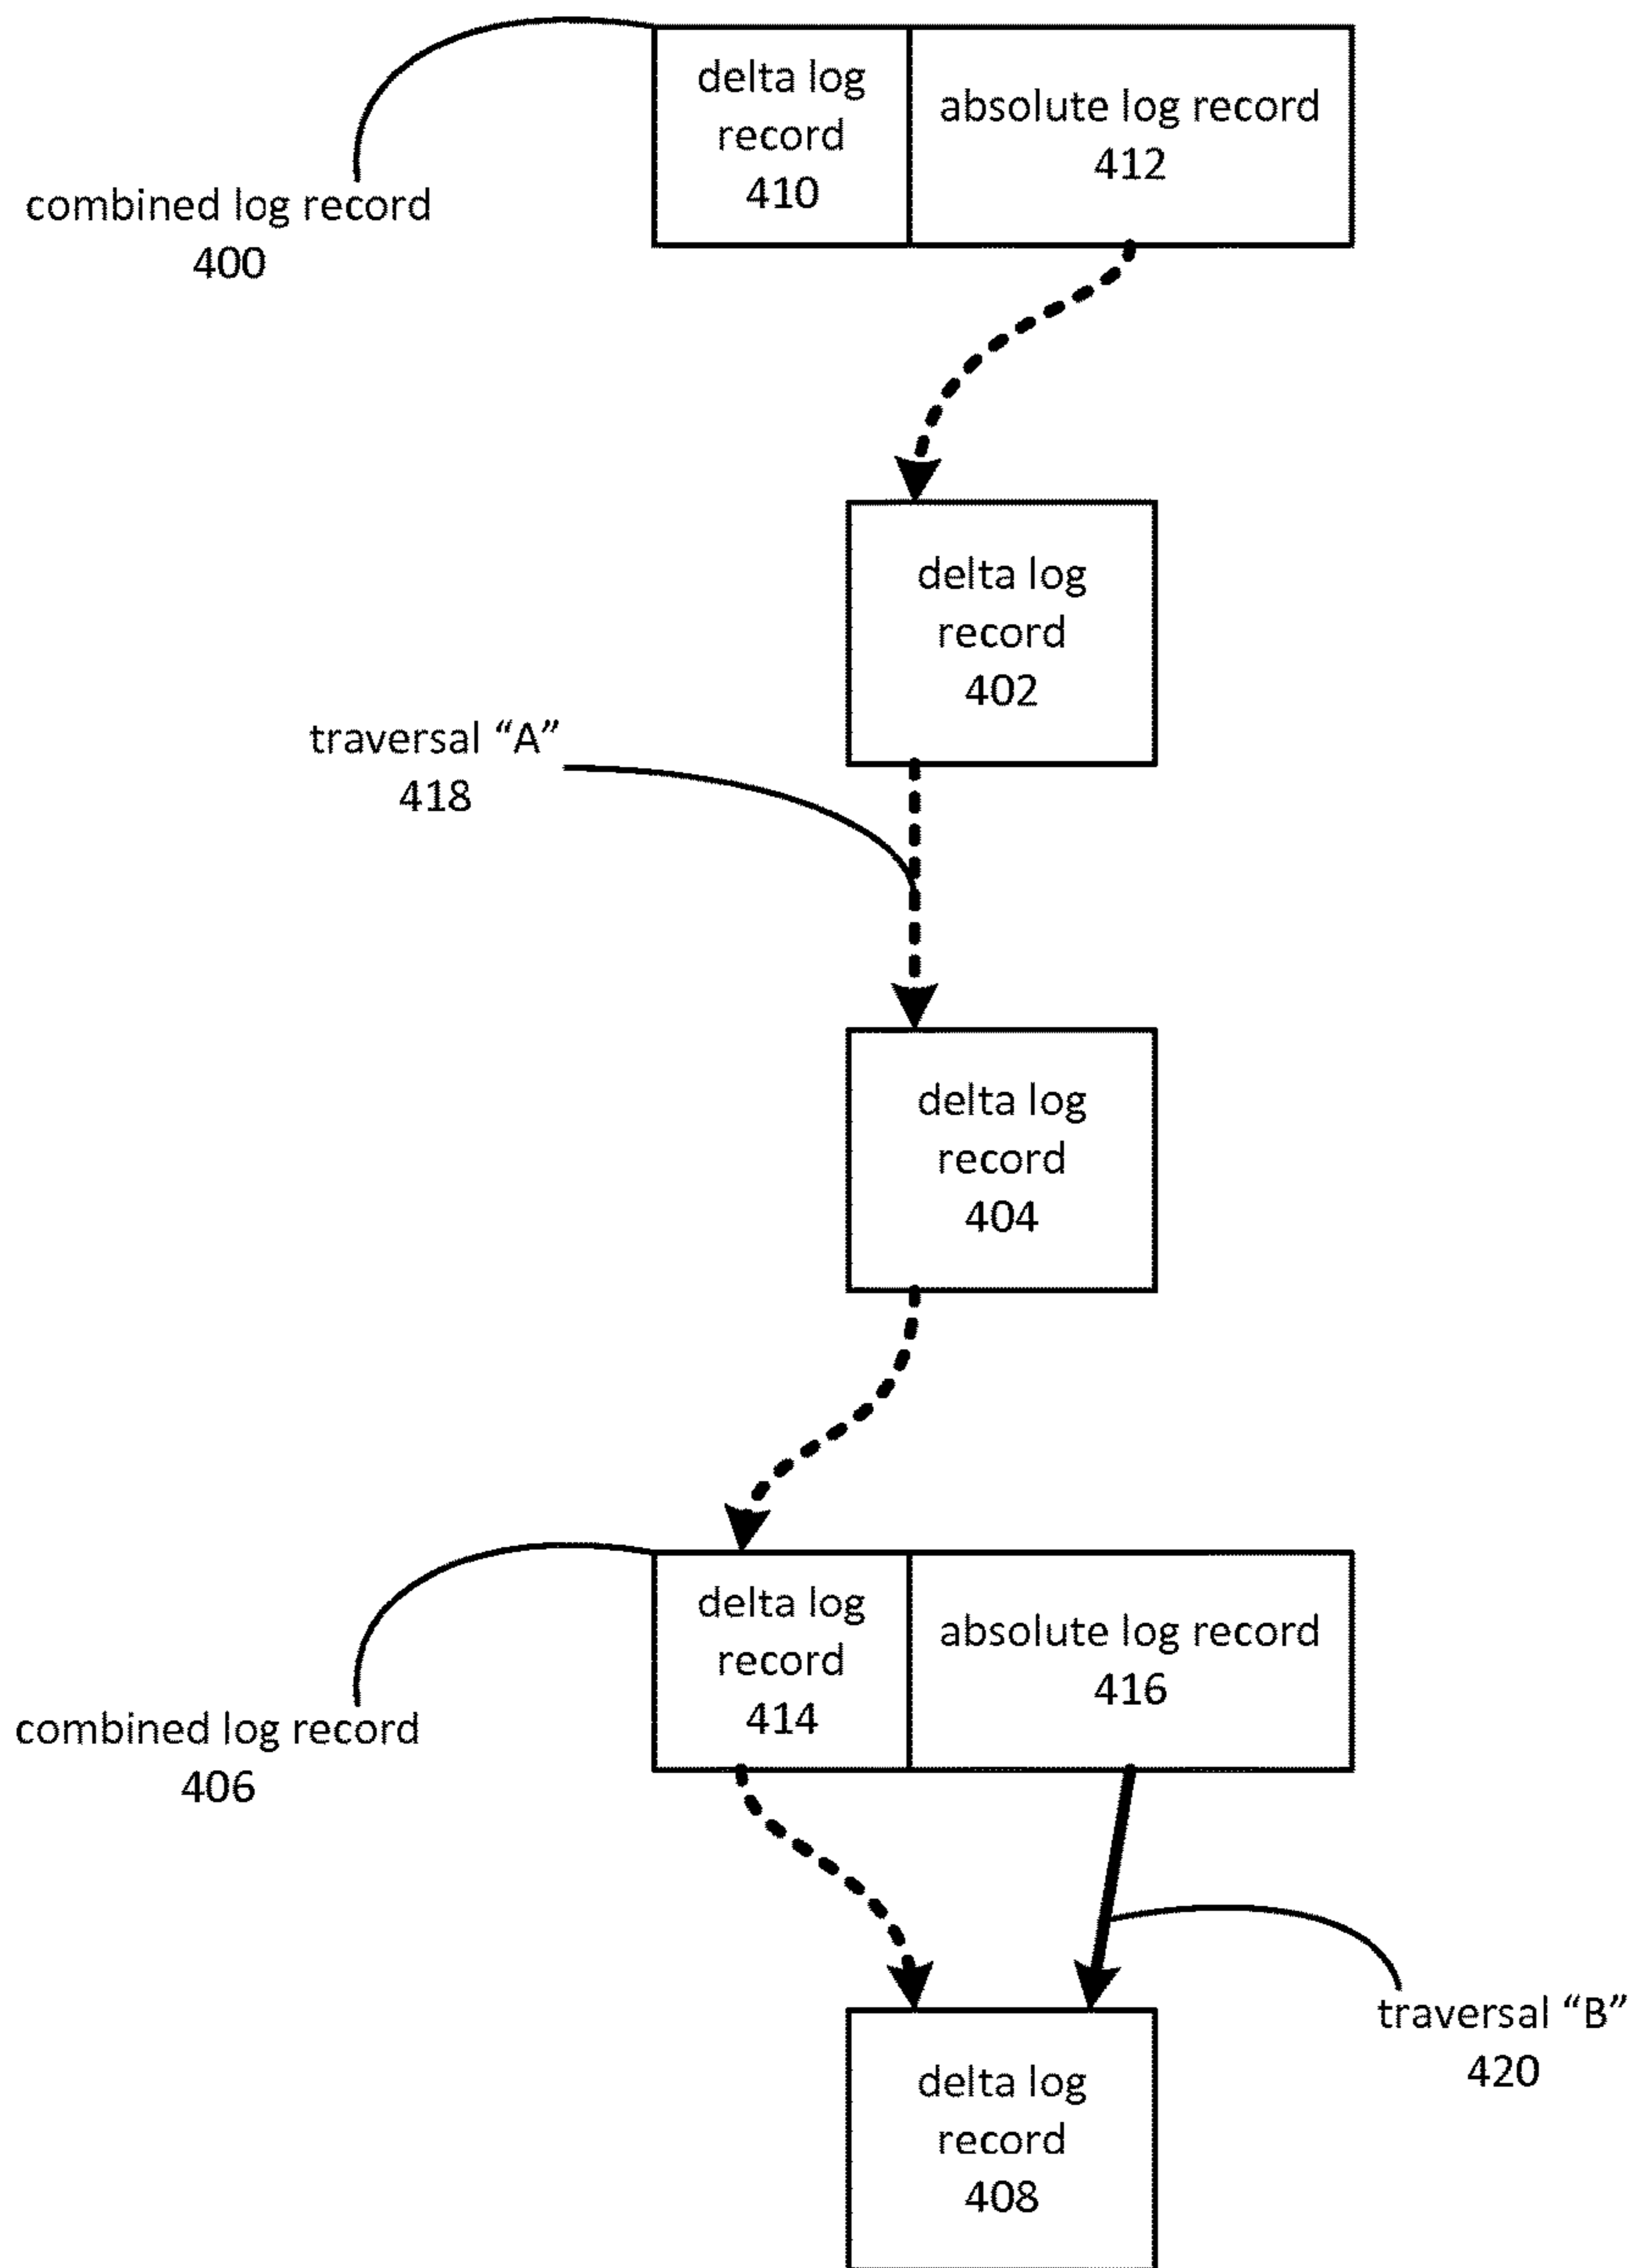 delta log
record
410
absolute log record
412
combined log record
400
delta log
record
402
traversal “A”
418
delta log
record
404
delta log
record
414
absolute log record
416
combined log record
406
traversal “B”
420
delta log
record
408